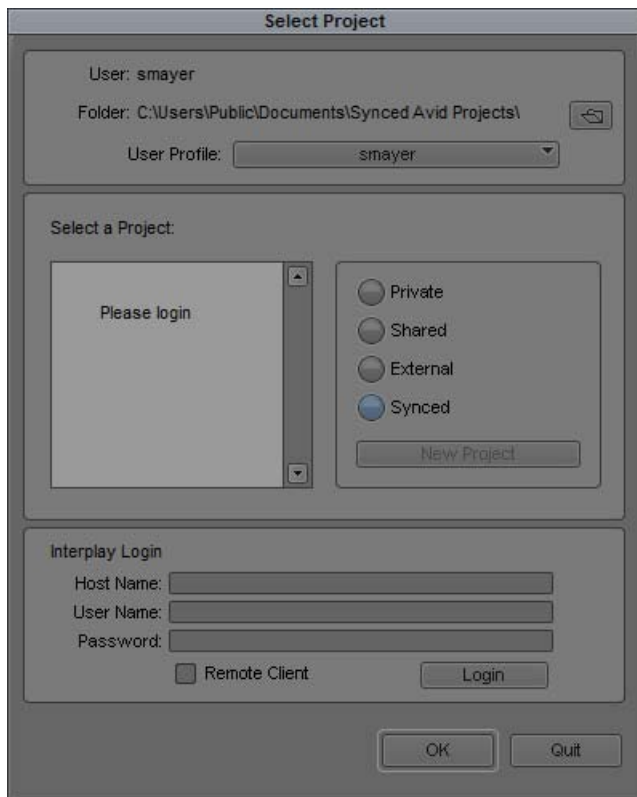 Select Project
User: smayer
Folder: C:\Users\Public\Documents\Synced Avid Projects\
User Profile: smayer
Select a Project:
Please login
Private
Shared
External
Synced
New Project
Interplay Login
Host Name:
User Name:
Password:
Remote Client
Login
OK
Quit